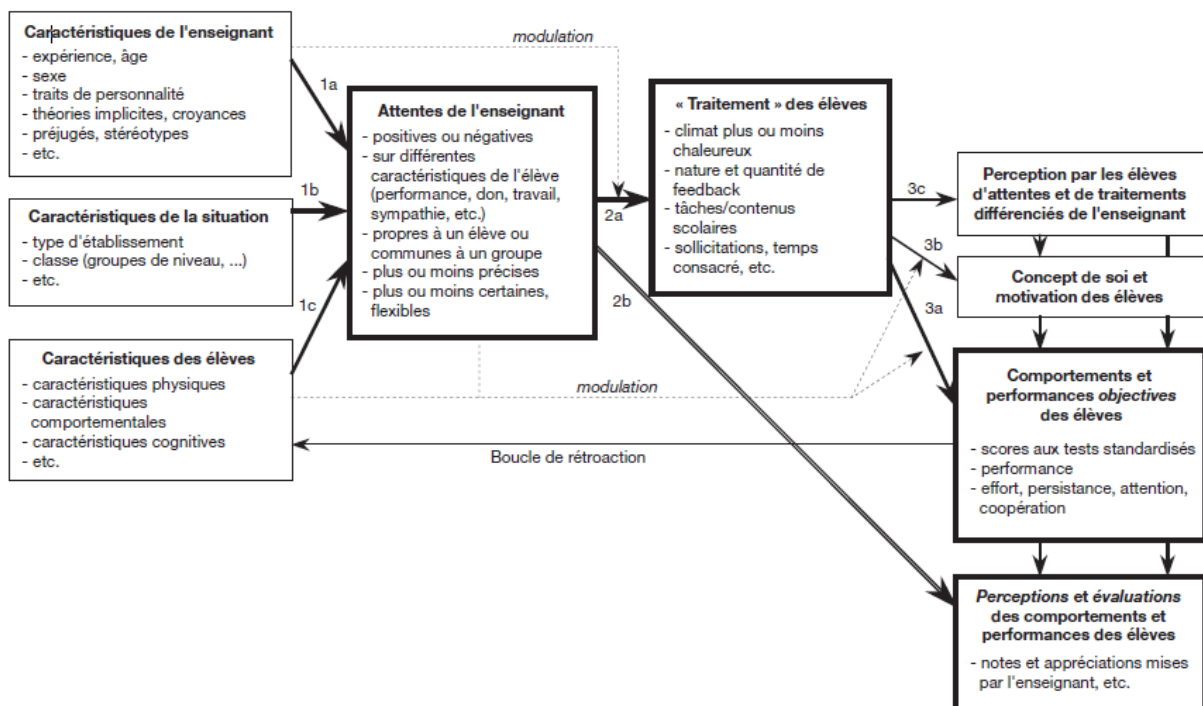 Caractéristiques de l'enseignant
- expérience, âge
- sexe
- traits de personnalité
- théories implicites, croyances
- préjugés, stéréotypes
- etc.
1a
modulation
1b
Caractéristiques de la situation
- type d'établissement
- classe (groupes de niveau, ...)
- etc.
1c
Caractéristiques des élèves
- caractéristiques physiques
- caractéristiques
comportementales
- caractéristiques cognitives
- etc.
Attentes de l'enseignant
- positives ou négatives
- sur différentes
caractéristiques de l'élève
(performance, don, travail,
sympathie, etc.)
- propres à un élève ou
communes à un groupe
- plus ou moins précises
- plus ou moins certaines,
flexibles
2a
2b
modulation
Boucle de rétroaction
« Traitement » des élèves
- climat plus ou moins
chaleureux
- nature et quantité de
feedback
- tâches/contenus
scolaires
- sollicitations, temps
consacré, etc.
3c
3b
3a
Perception par les élèves
d'attentes et de traitements
différenciés de l'enseignant
Concept de soi et
motivation des élèves
Comportements et
performances objectives
des élèves
- scores aux tests standardisés
- performance
- effort, persistance, attention,
coopération
Perceptions et évaluations
des comportements et
performances des élèves
- notes et appréciations mises
par l'enseignant, etc.